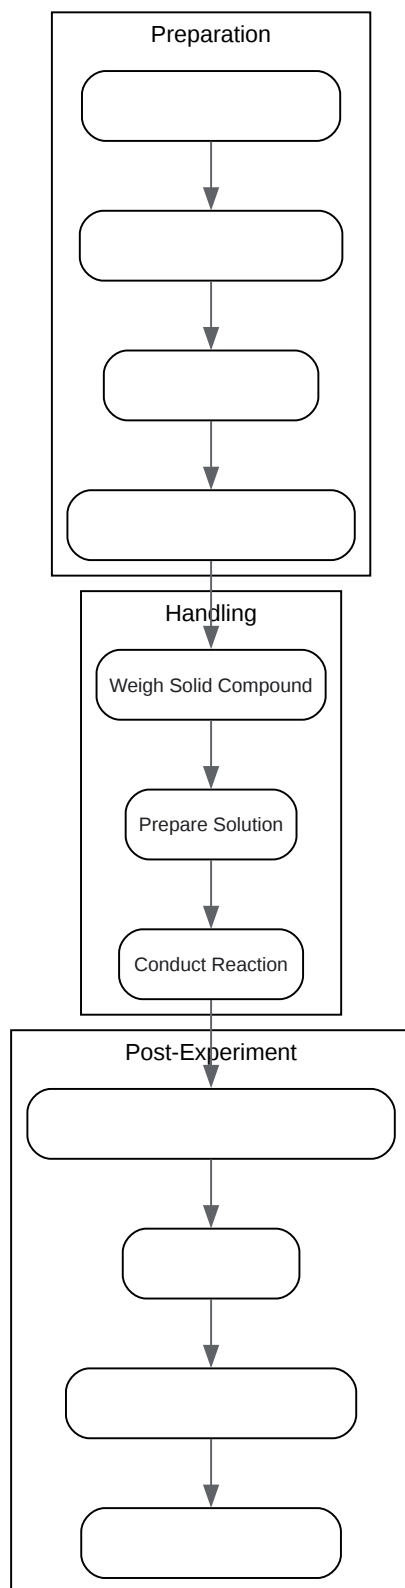 Preparation
Handling
Weigh Solid Compound
Prepare Solution
Conduct Reaction
Post-Experiment